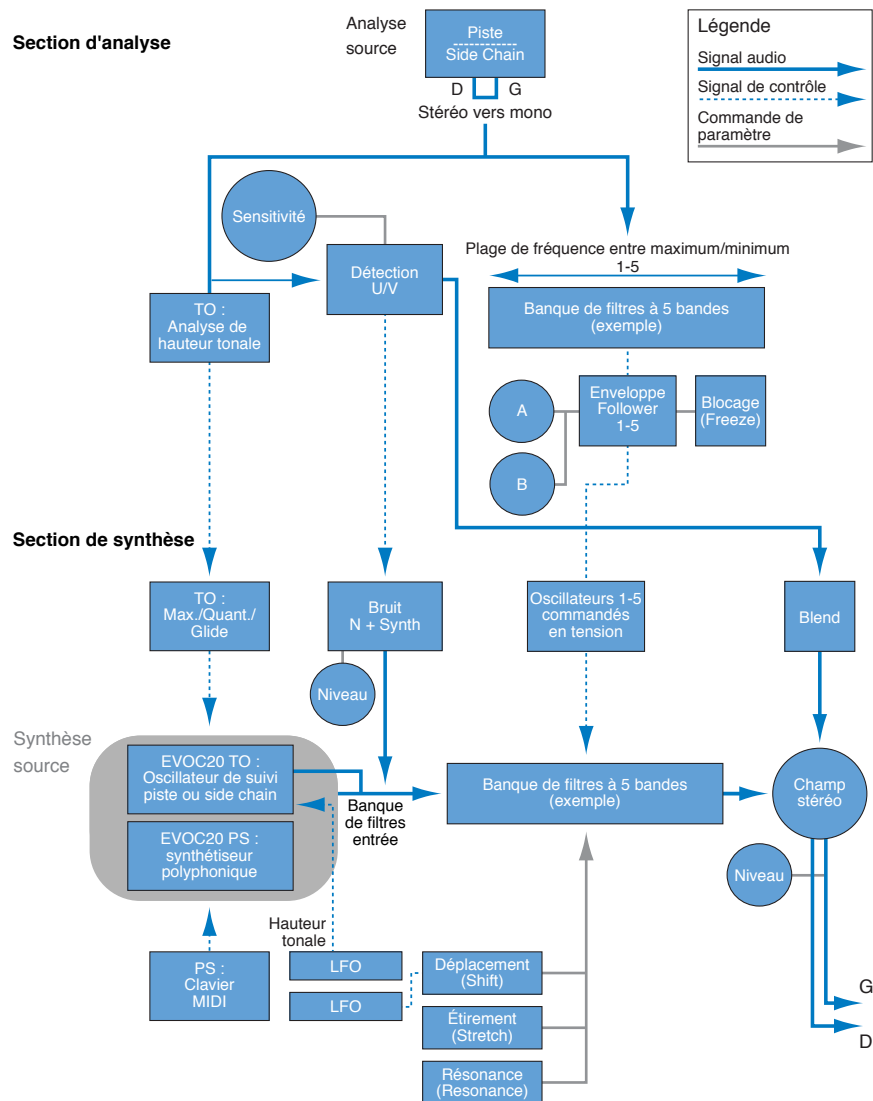 Section d'analyse
Analyse
source
Piste
Side Chain
D
G
Stéréo vers mono
Légende
Signal audio
Signal de contrôle
Commande de
paramètre
Sensitivité
Plage de fréquence entre maximum/minimum
1-5
Détection
U/V
TO :
Analyse de
hauteur tonale
Banque de filtres à 5 bandes
(exemple)
A
Enveloppe
Follower
1-5
Blocage
(Freeze)
B
Section de synthèse
TO :
Max./Quant./
Glide
Bruit
N + Synth
Oscillateurs 1-5
commandés
en tension
Blend
Niveau
Synthèse
source
EVOC20 TO :
Oscillateur de suivi
piste ou side chain
Banque
de filtres
entrée
Banque de filtres à 5 bandes
(exemple)
Champ
stéréo
EVOC20 PS :
synthétiseur
polyphonique
Niveau
Hauteur
tonale
PS :
Clavier
MIDI
LFO
LFO
Déplacement
(Shift)
Étirement
(Stretch)
Résonance
(Resonance)
G
D